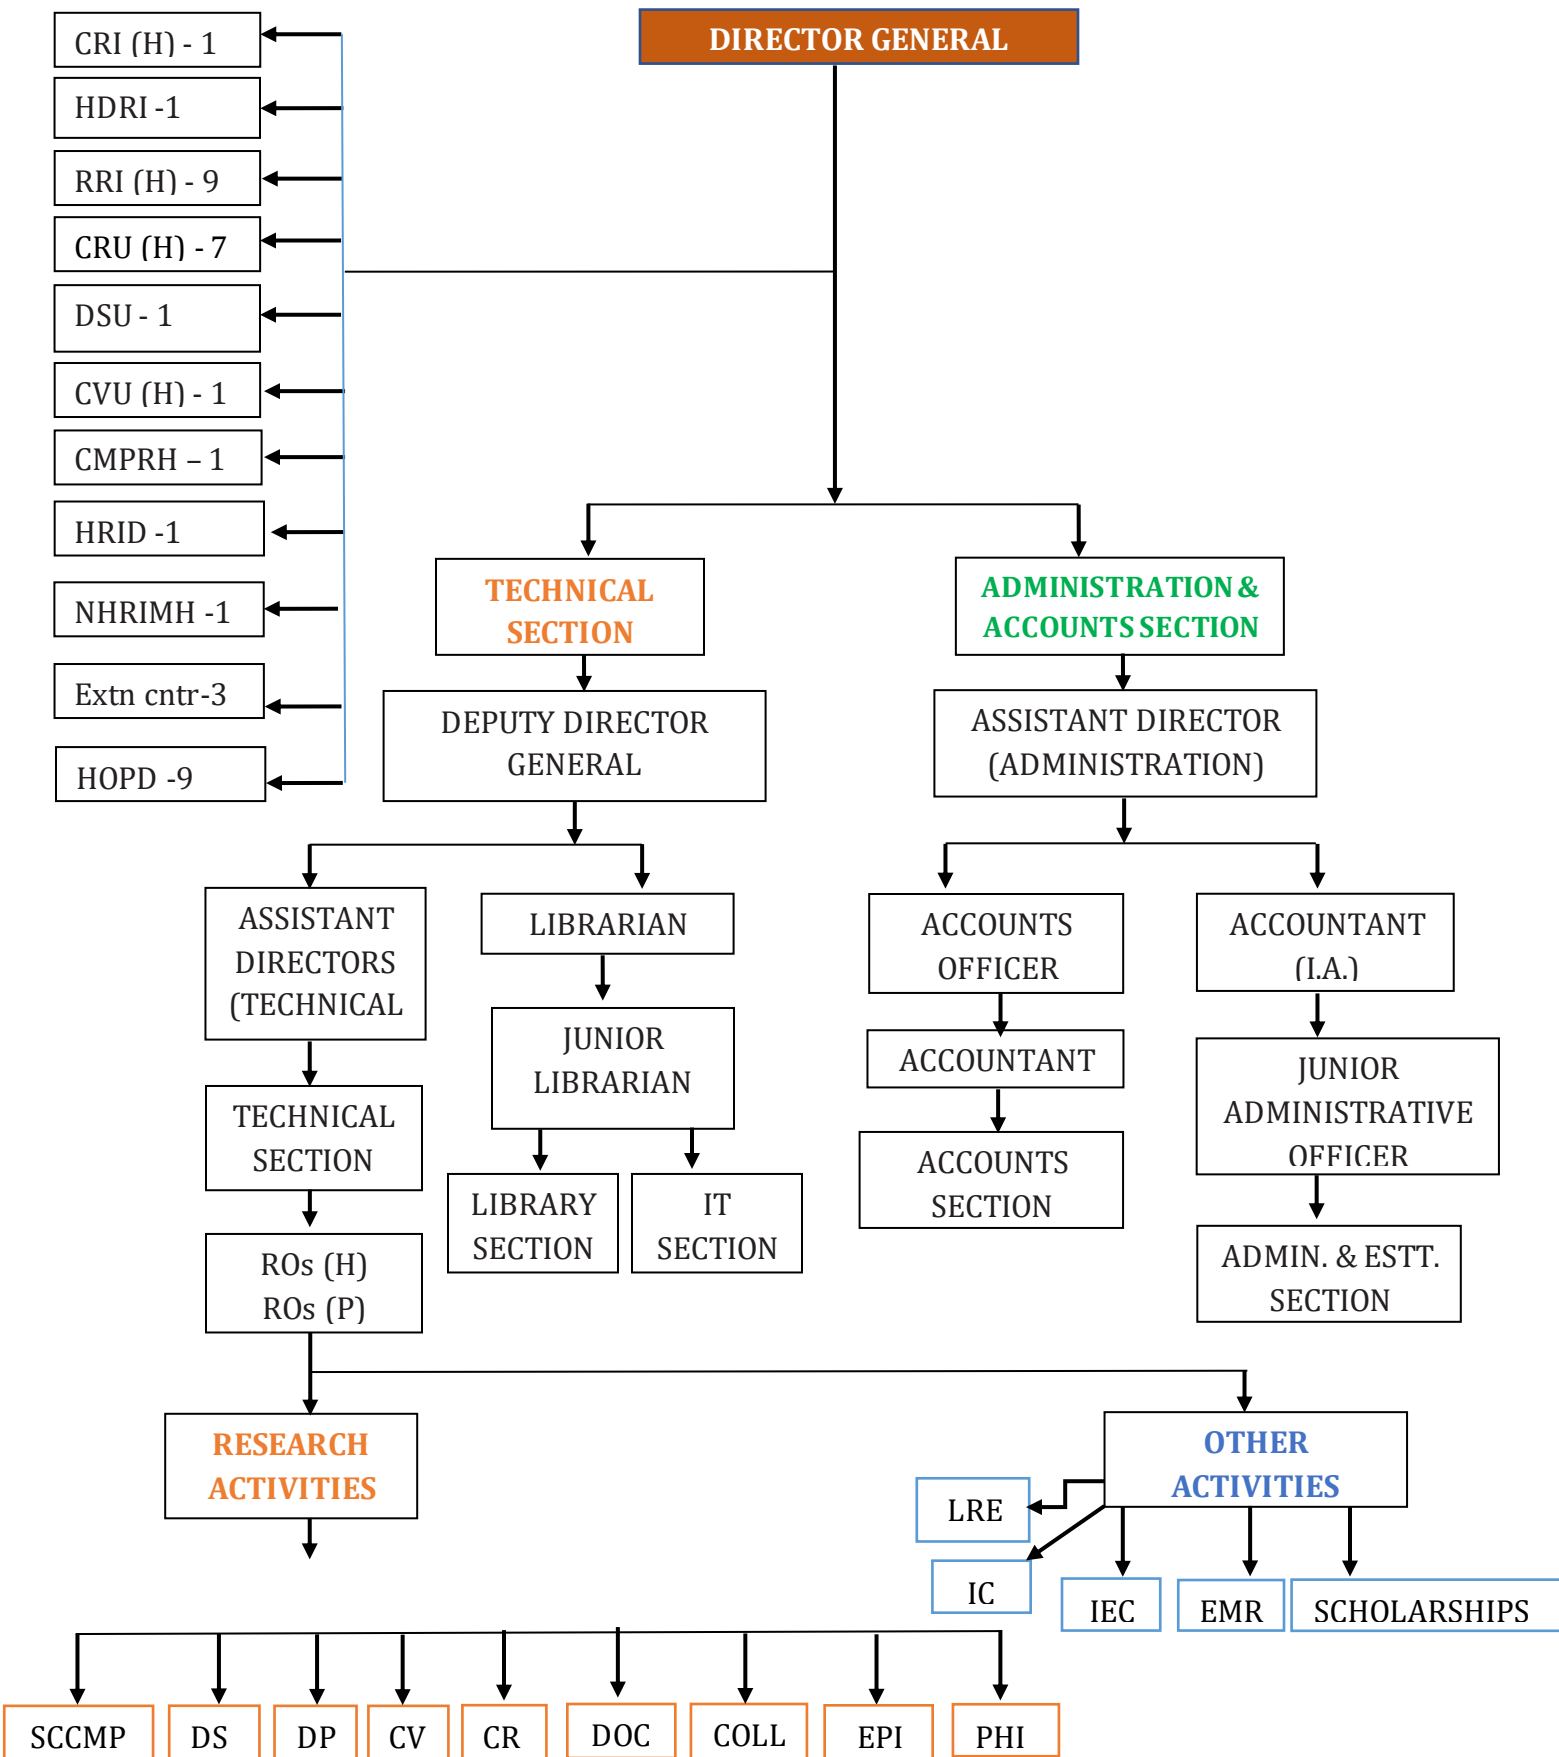 DIRECTOR GENERAL
CRI (H) - 1
HDRI -1
RRI (H) - 9
CRU (H) - 7
DSU - 1
CVU (H) - 1
CMPRH – 1
HRID -1
NHRIMH -1
Extn cntr-3
HOPD -9
TECHNICAL
SECTION
ADMINISTRATION &
ACCOUNTS SECTION
DEPUTY DIRECTOR
GENERAL
ASSISTANT DIRECTOR
(ADMINISTRATION)
ASSISTANT
DIRECTORS
(TECHNICAL
LIBRARIAN
ACCOUNTS
OFFICER
ACCOUNTANT
(I.A.)
JUNIOR
LIBRARIAN
ACCOUNTANT
JUNIOR
ADMINISTRATIVE
OFFICER
TECHNICAL
SECTION
LIBRARY
SECTION
IT
SECTION
ACCOUNTS
SECTION
ADMIN. & ESTT.
SECTION
ROs (H)
ROs (P)
RESEARCH
ACTIVITIES
OTHER
ACTIVITIES
LRE
IC
IEC
EMR
SCHOLARSHIPS
SCCMP
DS
DP
CV
CR
DOC
COLL
EPI
PHI